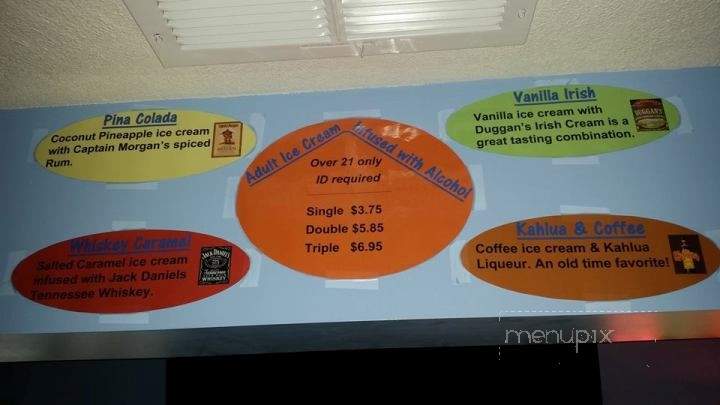 Pina Colada
Coconut Pineapple ice cream
with Captain Morgan's spiced
Rum.
Whiskey Caramel
Salted Caramel ice cream
infused with Jack Daniels
Tennessee Whiskey.
Adult Ice Cream Infused with Alcohol
Over 21 only
ID required
Single $3.75
Double $5.85
Triple $6.95
Vanilla Irish
Vanilla ice cream with
Duggan's Irish Cream is a
great tasting combination.
DUGGAN'S
Kahlua & Coffee
Coffee ice cream & Kahlua
Liqueur. An old time favorite!
menupix